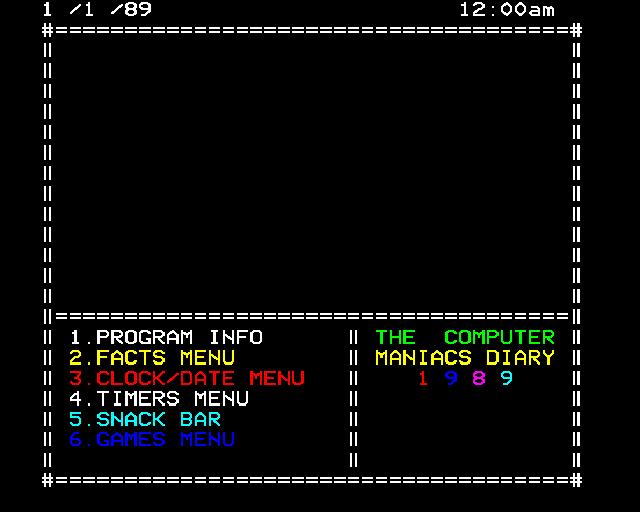 1 /1 /89 12:00am
1.PROGRAM INFO
2.FACTS MENU
3.CLOCK/DATE MENU
4.TIMERS MENU
5.SNACK BAR
6.GAMES MENU
THE COMPUTER
MANIACS DIARY
1 9 8 9